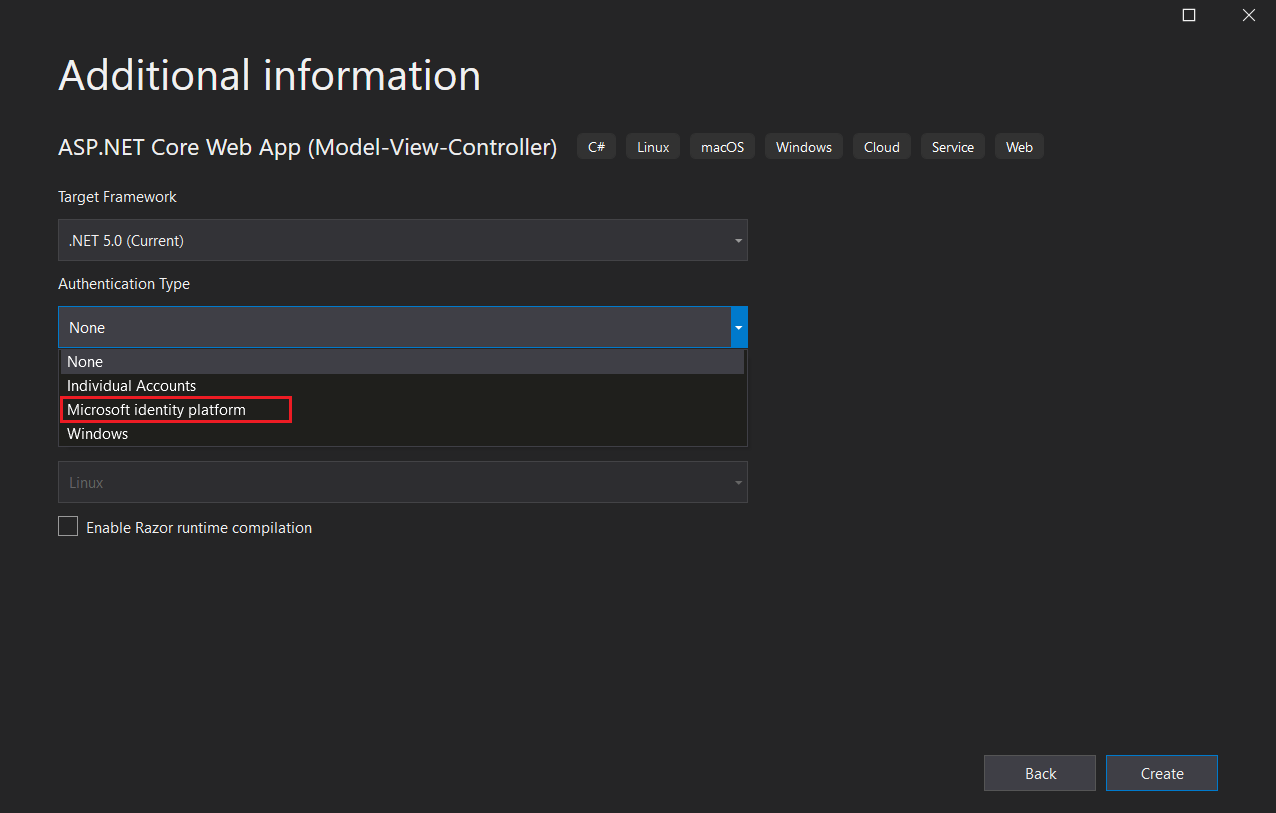 Additional information
ASP.NET Core Web App (Model-View-Controller) C# Linux macOS Windows Cloud Service Web
Target Framework
.NET 5.0 (Current)
Authentication Type
None
None
Individual Accounts
Microsoft identity platform
Windows
Linux
Enable Razor runtime compilation
Back Create